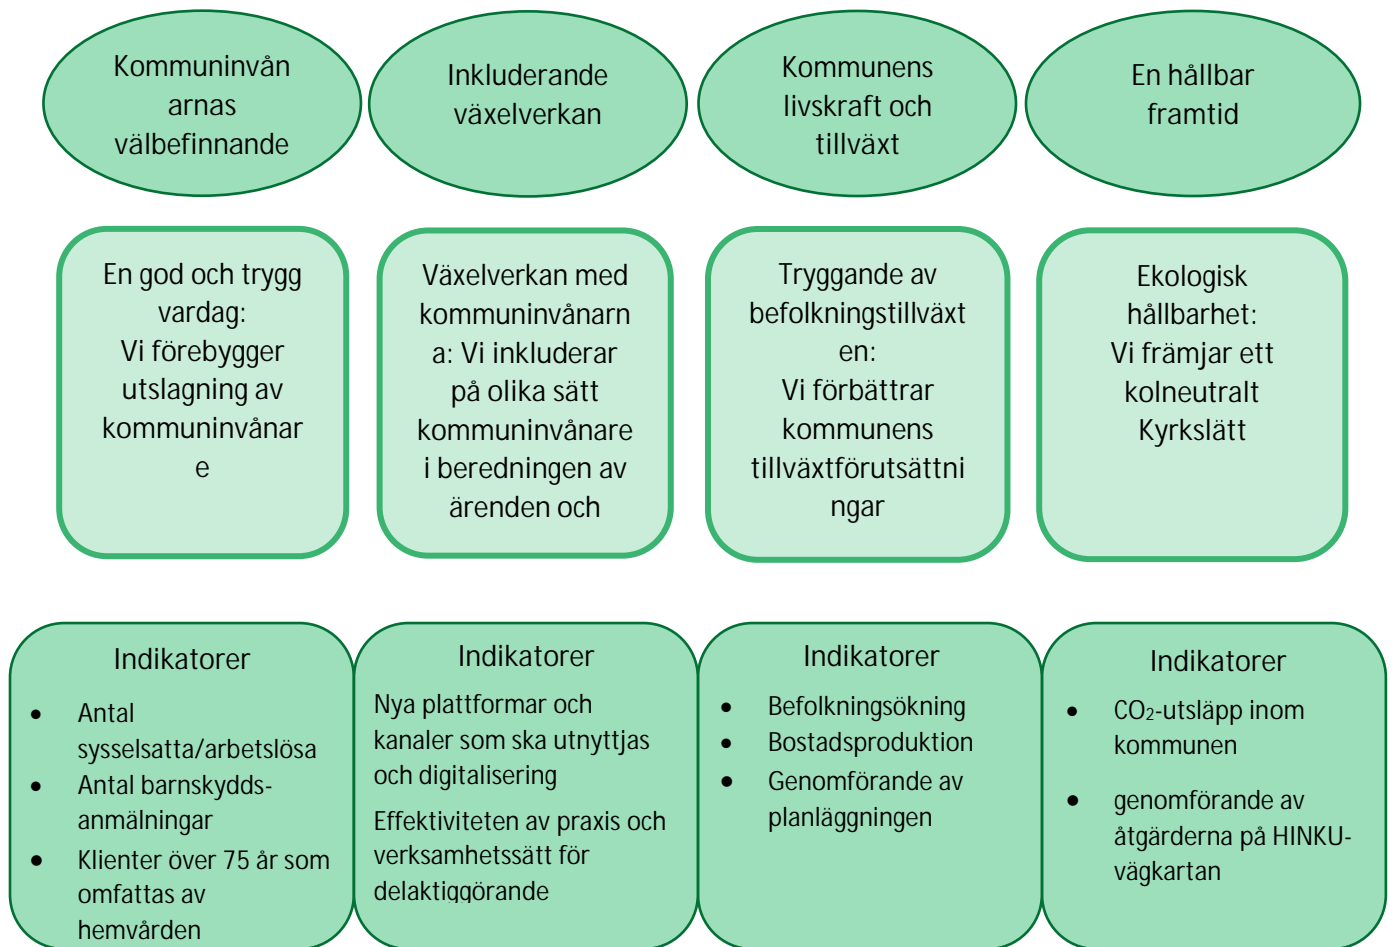 Kommuninvån
arnas
välbefinnande
Inkluderande
växelverkan
Kommunens
livskraft och
tillväxt
En hållbar
framtid
En god och trygg
vardag:
Vi förebygger
utslagning av
kommuninvånar
e
Växelverkan med
kommuninvånarn
a: Vi inkluderar
på olika sätt
kommuninvånare
i beredningen av
ärenden och
Tryggande av
befolkningstillväxt
en:
Vi förbättrar
kommunens
tillväxtförutsättni
ngar
Ekologisk
hållbarhet:
Vi främjar ett
kolneutralt
Kyrkslätt
Indikatorer
• Antal
sysselsatta/arbetslösa
• Antal barnskydds-
anmälningar
• Klienter över 75 år som
omfattas av
hemvården
Indikatorer
Nya plattformar och
kanaler som ska utnyttjas
och digitalisering
Effektiviteten av praxis och
verksamhetssätt för
delaktiggörande
Indikatorer
• Befolkningsökning
• Bostadsproduktion
• Genomförande av
planläggningen
Indikatorer
• CO₂-utsläpp inom
kommunen
• genomförande av
åtgärderna på HINKU-
vägkartan